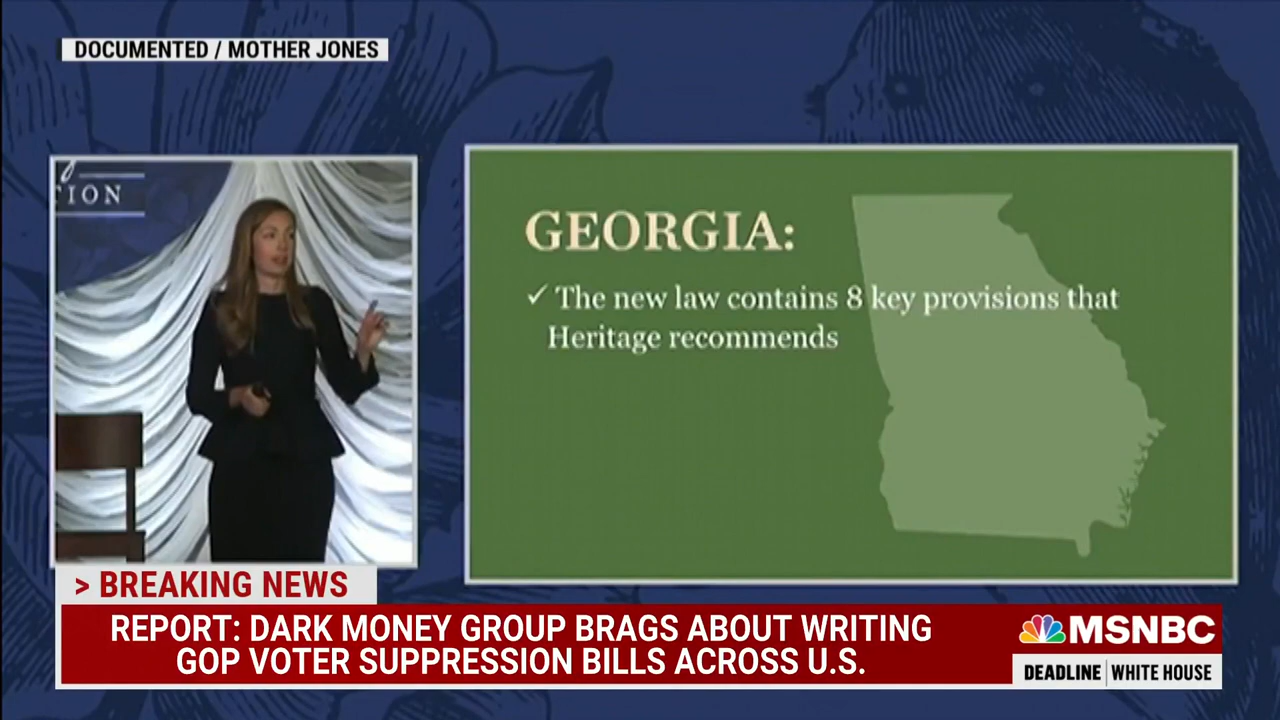 DOCUMENTED / MOTHER JONES
TION
GEORGIA:
✓ The new law contains 8 key provisions that
Heritage recommends
> BREAKING NEWS
REPORT: DARK MONEY GROUP BRAGS ABOUT WRITING
GOP VOTER SUPPRESSION BILLS ACROSS U.S.
MSNBC
DEADLINE | WHITE HOUSE